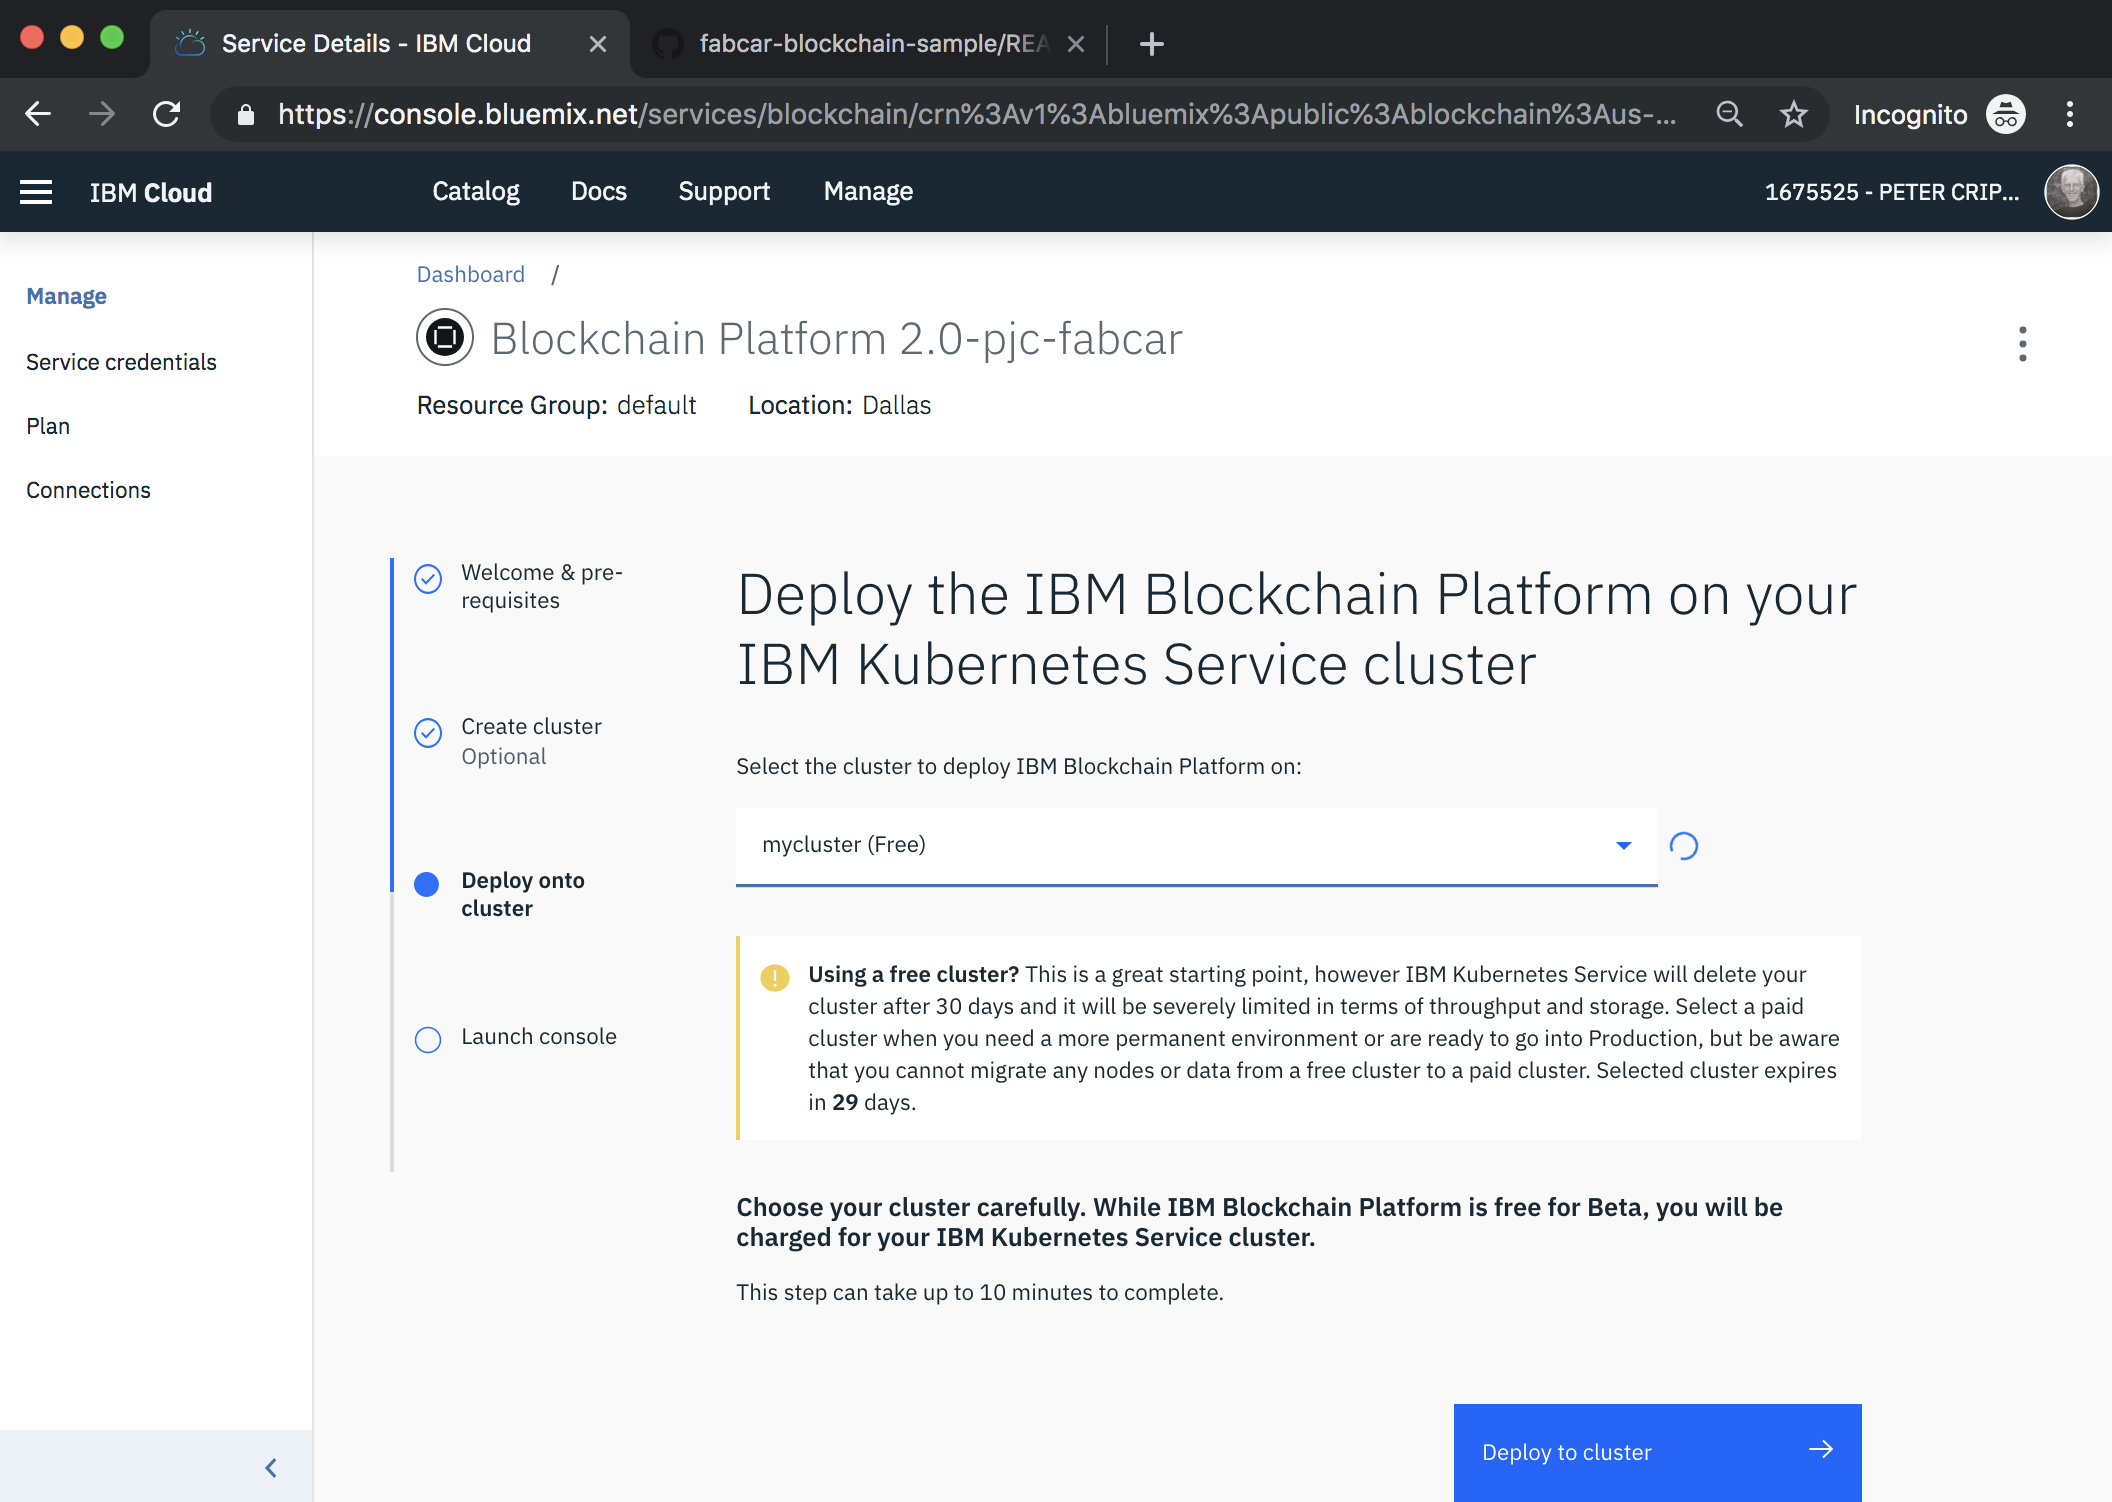 Service Details - IBM Cloud
fabcar-blockchain-sample/REA
https://console.bluemix.net/services/blockchain/crn%3Av1%3Abluemix%3Apublic%3Ablockchain%3Aus-...
Incognito
IBM Cloud
Catalog
Docs
Support
Manage
1675525 - PETER CRIP...
Manage
Service credentials
Plan
Connections
Dashboard /
Blockchain Platform 2.0-pjc-fabcar
Resource Group: default
Location: Dallas
Welcome & pre-
requisites
Create cluster
Optional
Deploy onto
cluster
Launch console
Deploy the IBM Blockchain Platform on your
IBM Kubernetes Service cluster
Select the cluster to deploy IBM Blockchain Platform on:
mycluster (Free)
Using a free cluster? This is a great starting point, however IBM Kubernetes Service will delete your
cluster after 30 days and it will be severely limited in terms of throughput and storage. Select a paid
cluster when you need a more permanent environment or are ready to go into Production, but be aware
that you cannot migrate any nodes or data from a free cluster to a paid cluster. Selected cluster expires
in 29 days.
Choose your cluster carefully. While IBM Blockchain Platform is free for Beta, you will be
charged for your IBM Kubernetes Service cluster.
This step can take up to 10 minutes to complete.
Deploy to cluster